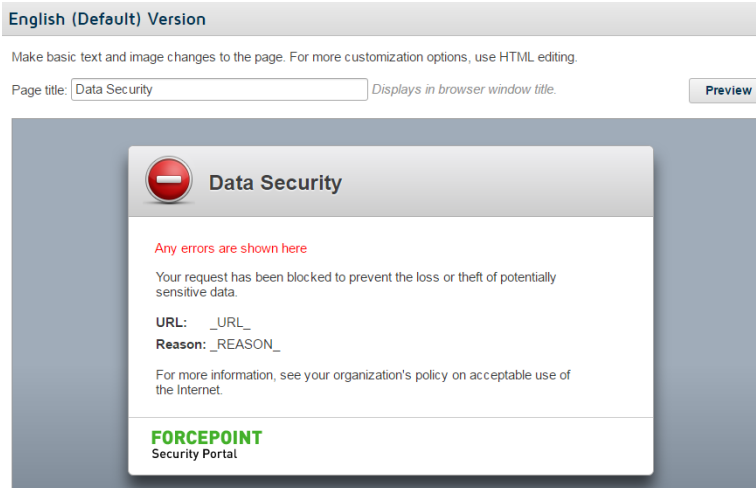 English (Default) Version
Make basic text and image changes to the page. For more customization options, use HTML editing.
Page title: Data Security Displays in browser window title. Preview
Data Security
Any errors are shown here
Your request has been blocked to prevent the loss or theft of potentially
sensitive data.
URL: _URL_
Reason: _REASON_
For more information, see your organization's policy on acceptable use of
the Internet.
FORCEPOINT
Security Portal